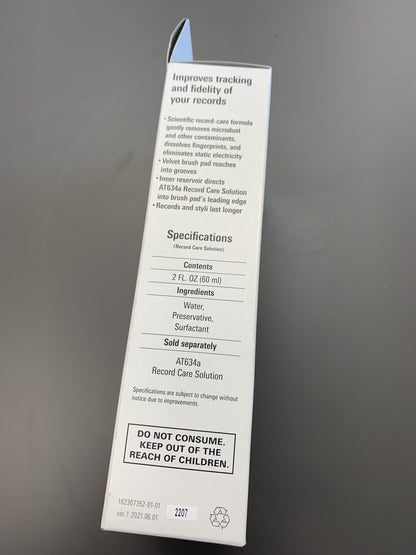 Improves tracking
and fidelity of
your records
• Scientific record-care formula
gently removes microdust
and other contaminants,
dissolves fingerprints, and
eliminates static electricity
• Velvet brush pad reaches
into grooves
• Inner reservoir directs
AT634a Record Care Solution
into brush pad's leading edge
• Records and styli last longer
Specifications
(Record Care Solution)
Contents
2 FL. OZ (60 ml)
Ingredients
Water,
Preservative,
Surfactant
Sold separately
AT634a
Record Care Solution
Specifications are subject to change without
notice due to improvements.
DO NOT CONSUME.
KEEP OUT OF THE
REACH OF CHILDREN.
162307352-01-01
ver.1 2021.06.01
2207